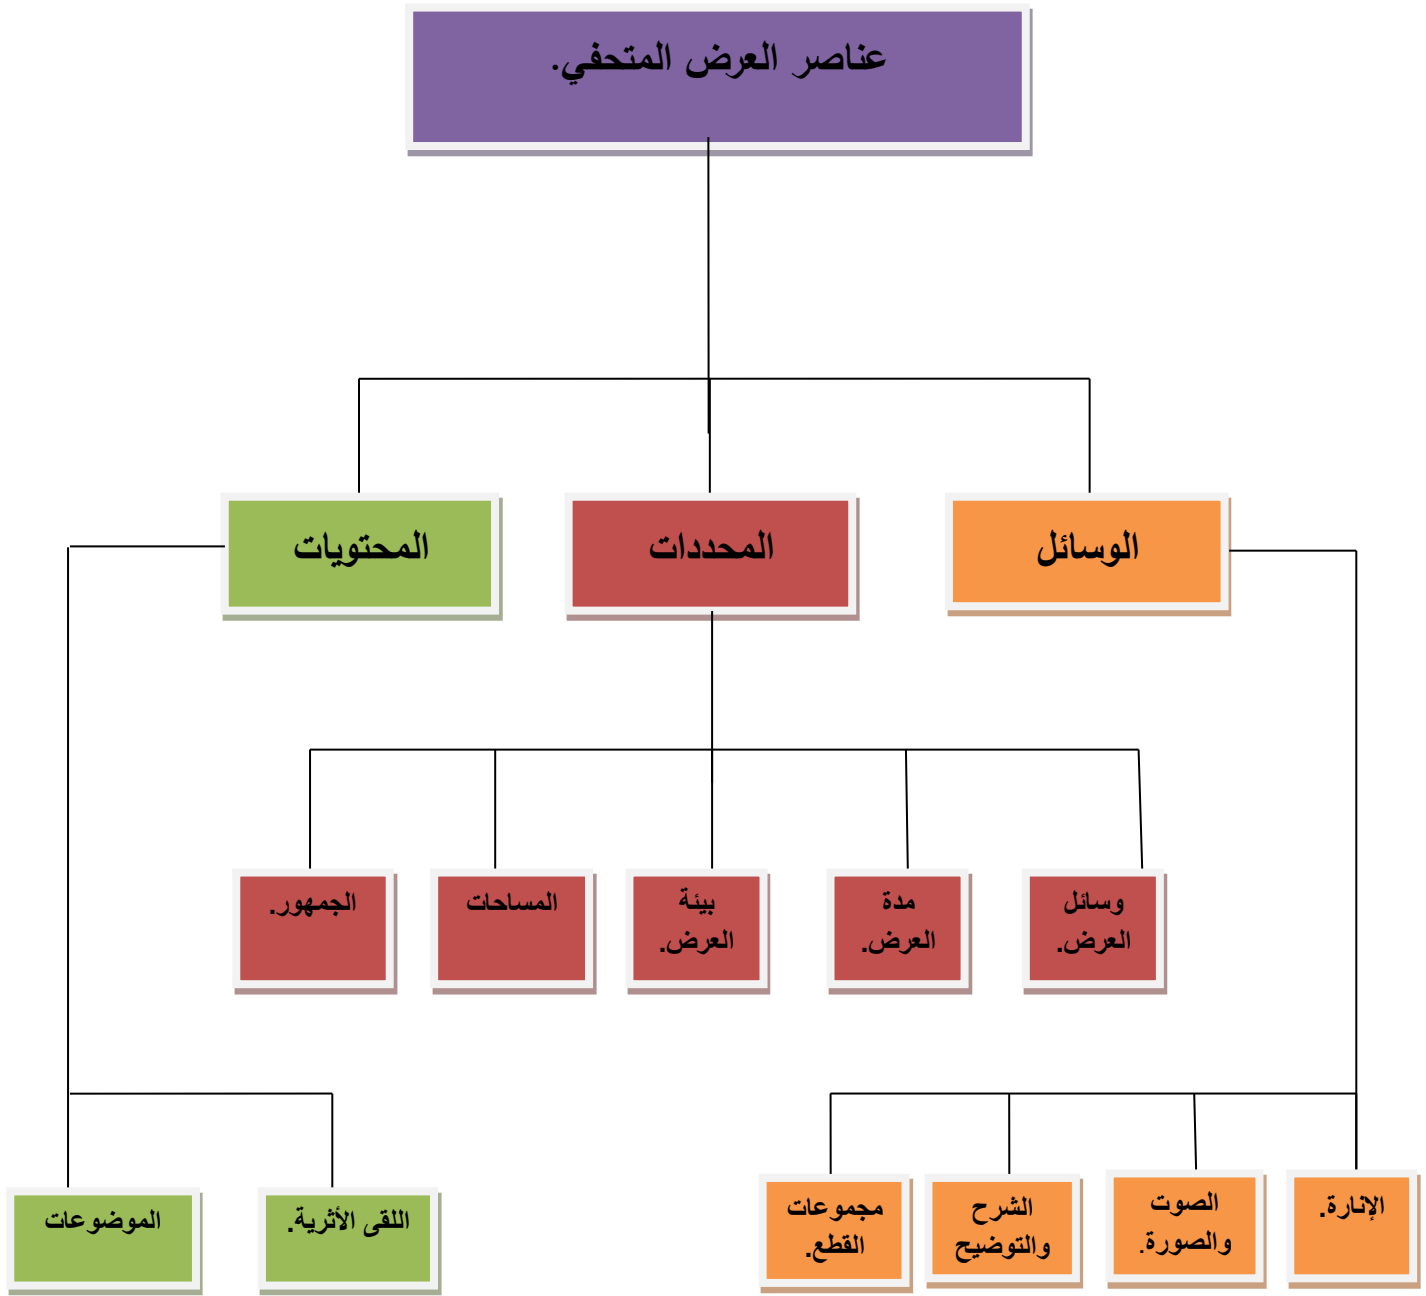 عناصر العرض المتحفي.
الوسائل
المحددات
المحتويات
وسائل
العرض.
مدة
العرض.
بيئة
العرض.
المساحات
الجمهور.
الإنارة.
الصوت
والصورة.
الشرح
والتوضيح
مجموعات
القطع.
اللقى الأثرية.
الموضوعات